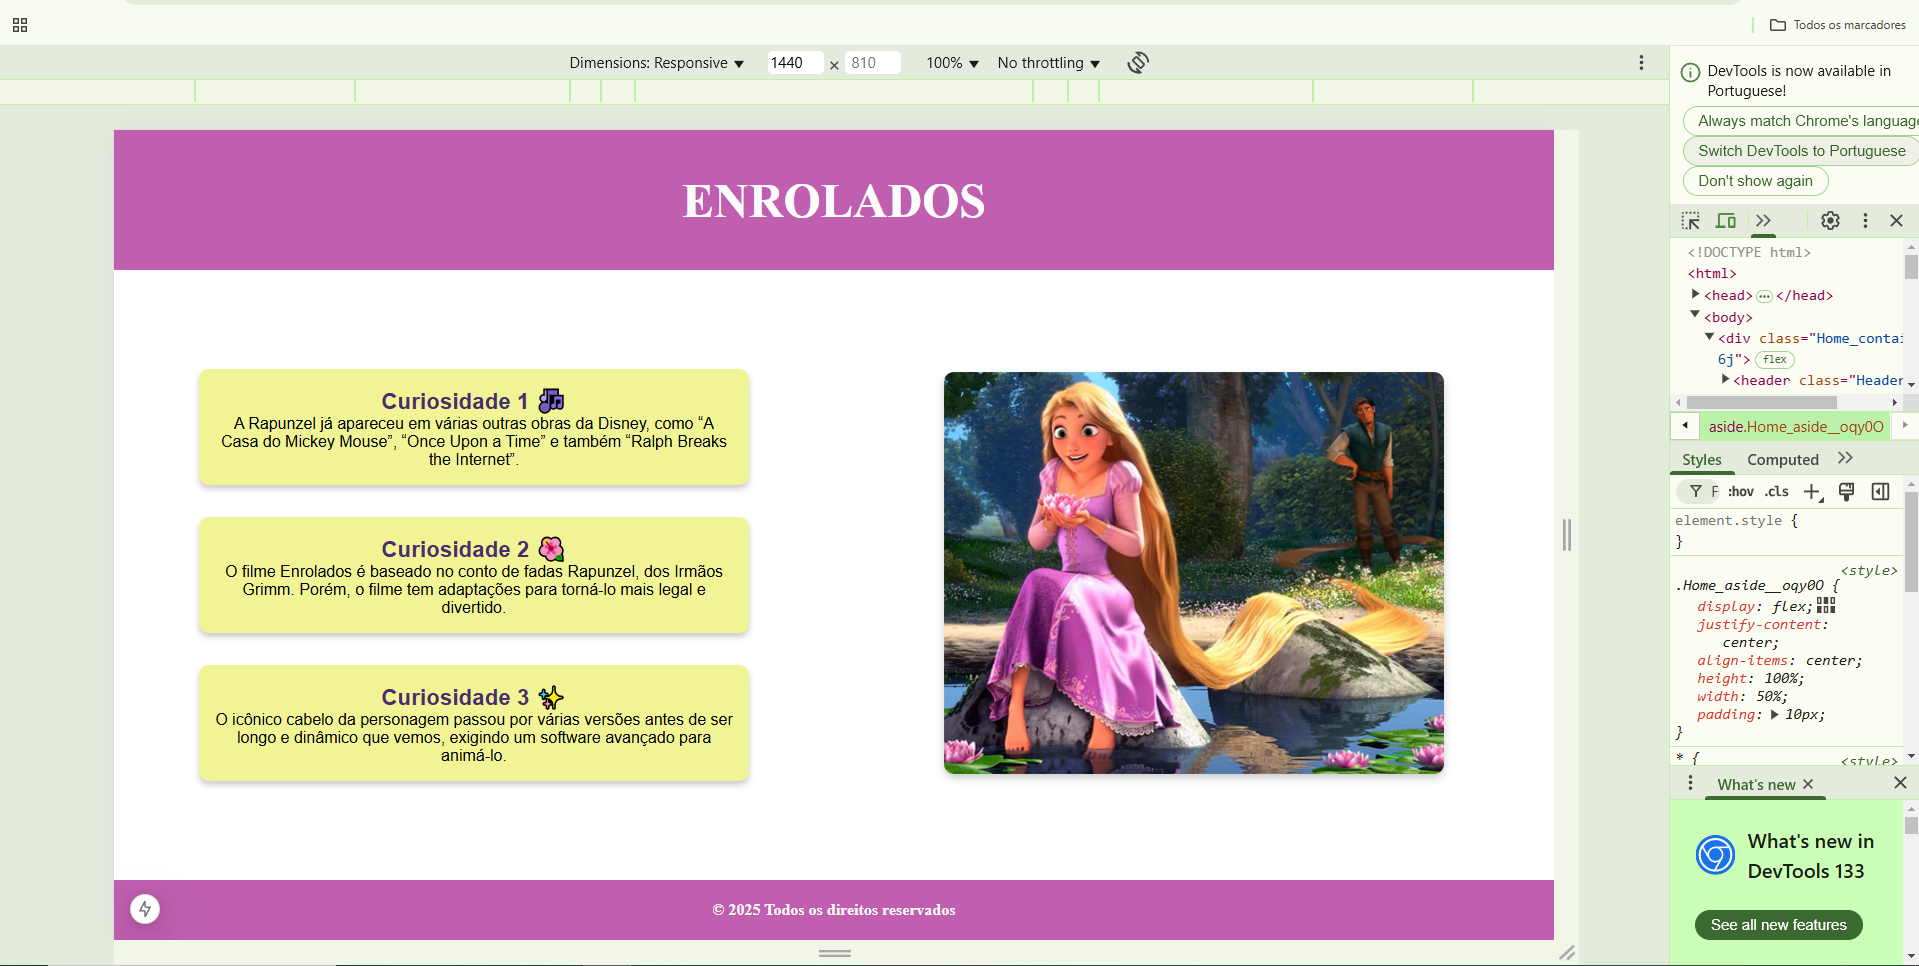 Todos os marcadores
Dimensions: Responsive
1440 × 810
100%
No throttling
DevTools is now available in
Portuguese!
Always match Chrome's language
Switch DevTools to Portuguese
Don't show again
<!DOCTYPE html>
<html>
<head> ··· </head>
<body>
<div class="Home_contai
6j"> flex
<header class="Header
aside.Home_aside__oqy0O
Styles Computed
F :hov .cls
element.style {
}
<style>
.Home_aside__oqy0O {
display: flex;
justify-content:
center;
align-items: center;
height: 100%;
width: 50%;
padding: 10px;
}
* { <style>
What's new
What's new in
DevTools 133
See all new features
ENROLADOS
Curiosidade 1
A Rapunzel já apareceu em várias outras obras da Disney, como “A
Casa do Mickey Mouse”, “Once Upon a Time” e também “Ralph Breaks
the Internet”.
Curiosidade 2
O filme Enrolados é baseado no conto de fadas Rapunzel, dos Irmãos
Grimm. Porém, o filme tem adaptações para torná-lo mais legal e
divertido.
Curiosidade 3
O icônico cabelo da personagem passou por várias versões antes de ser
longo e dinâmico que vemos, exigindo um software avançado para
animá-lo.
© 2025 Todos os direitos reservados